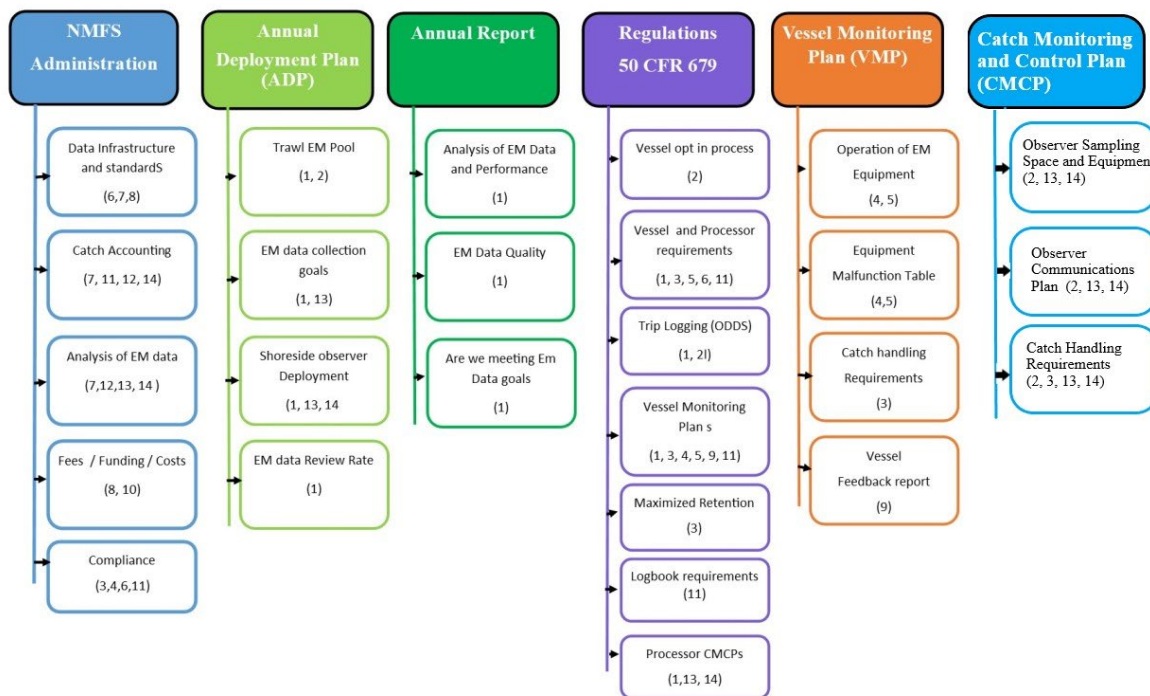 NMFS
Administration
Data Infrastructure
and standardS
(6,7,8)
Catch Accounting
(7, 11, 12, 14)
Analysis of EM data
(7,12,13, 14 )
Fees / Funding / Costs
(8, 10)
Compliance
(3,4,6,11)
Annual
Deployment Plan
(ADP)
Trawl EM Pool
(1, 2)
EM data collection
goals
(1, 13)
Shoreside observer
Deployment
(1, 13, 14
EM data Review Rate
(1)
Annual Report
Analysis of EM Data
and Performance
(1)
EM Data Quality
(1)
Are we meeting Em
Data goals
(1)
Regulations
50 CFR 679
Vessel opt in process
(2)
Vessel and Processor
requirements
(1, 3, 5, 6, 11)
Trip Logging (ODDS)
(1, 2l)
Vessel Monitoring
Plan s
(1, 3, 4, 5, 9, 11)
Maximized Retention
(3)
Logbook requirements
(11)
Processor CMCPs
(1,13, 14)
Vessel Monitoring
Plan (VMP)
Operation of EM
Equipment
(4, 5)
Equipment
Malfunction Table
(4,5)
Catch handling
Requirements
(3)
Vessel
Feedback report
(9)
Catch Monitoring
and Control Plan
(CMCP)
Observer Sampling
Space and Equipmen
(2, 13, 14)
Observer
Communications
Plan (2, 13, 14)
Catch Handling
Requirements
(2, 3, 13, 14)